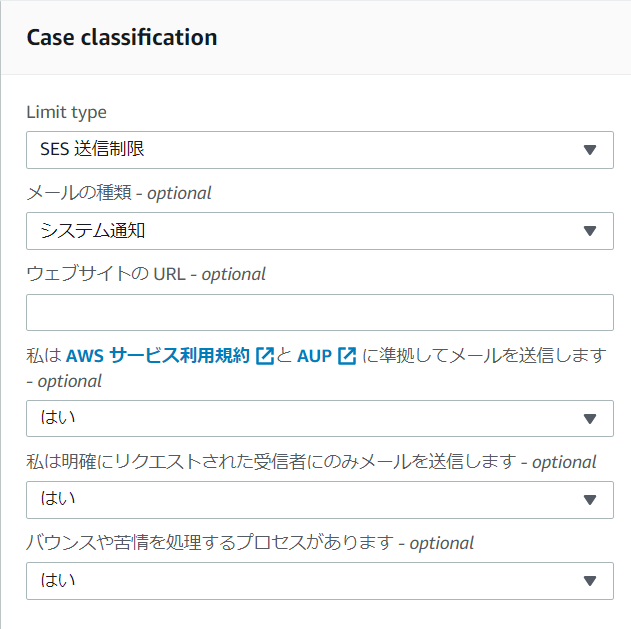 Case classification
Limit type
SES 送信制限
メールの種類 - optional
システム通知
ウェブサイトの URL - optional
私は AWS サービス利用規約 と AUP に準拠してメールを送信します
- optional
はい
私は明確にリクエストされた受信者にのみメールを送信します - optional
はい
バウンスや苦情を処理するプロセスがあります - optional
はい